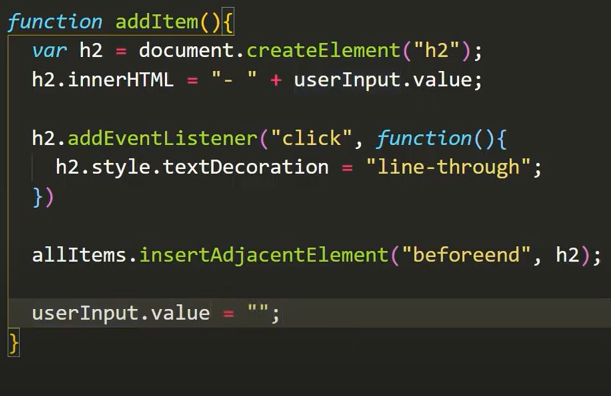 function addItem(){
var h2 = document.createElement("h2");
h2.innerHTML = "- " + userInput.value;
h2.addEventListener("click", function(){
h2.style.textDecoration = "line-through";
})
allItems.insertAdjacentElement("beforeend", h2);
userInput.value = "";
}